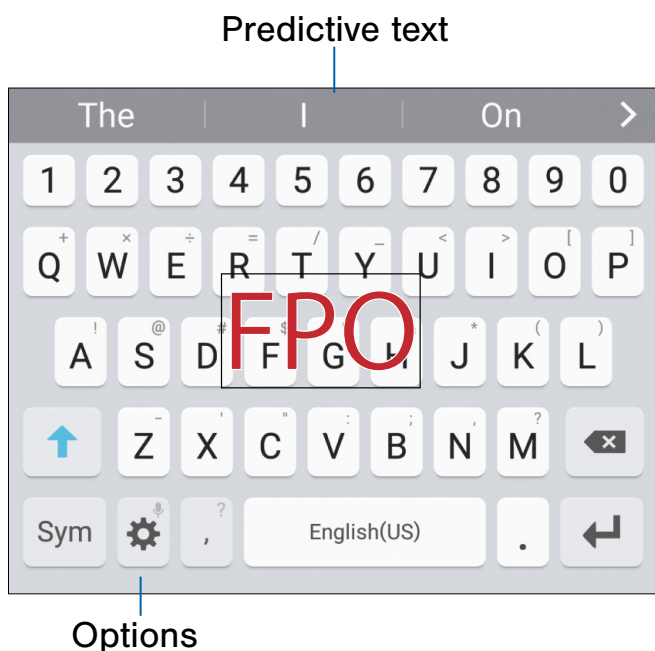 Predictive text
The I On >
1 2 3 4 5 6 7 8 9 0
+ × ÷ = / _ < > [ ]
Q W E R T Y U I O P
! @ # $ * ( )
A S D F G H J K L
FPO
- ' " : ; , ?
Z X C V B N M
?
Sym , English(US) .
Options